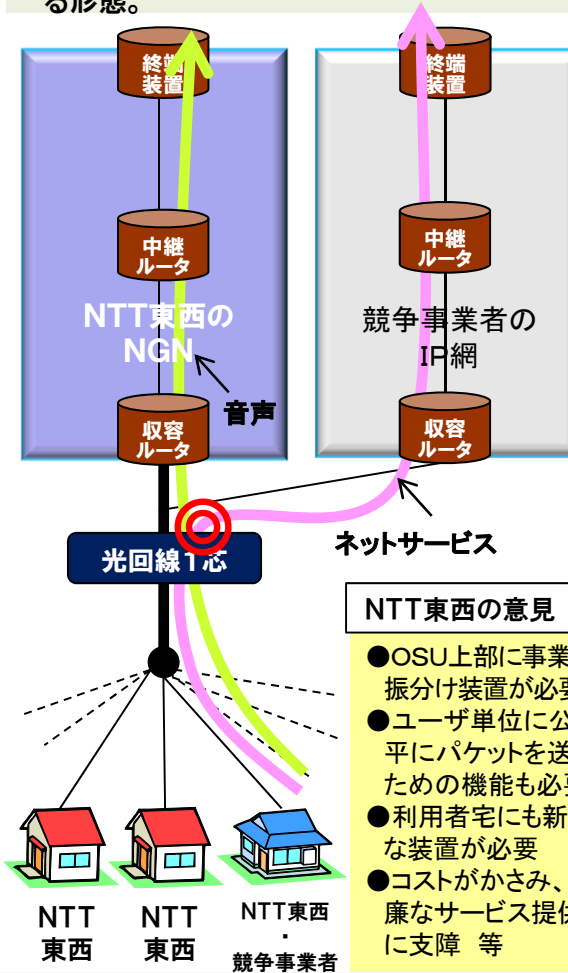 る形態。
終端
装置
終端
装置
中継
ルータ
中継
ルータ
NTT東西の
NGN
競争事業者の
IP網
音声
収容
ルータ
収容
ルータ
ネットサービス
光回線1芯
NTT東西の意見
●OSU上部に事業
振分け装置が必要
●ユーザ単位に公
平にパケットを送
ための機能も必要
●利用者宅にも新
な装置が必要
●コストがかさみ、
廉なサービス提供
に支障 等
NTT
東西
NTT
東西
NTT東西
・
競争事業者